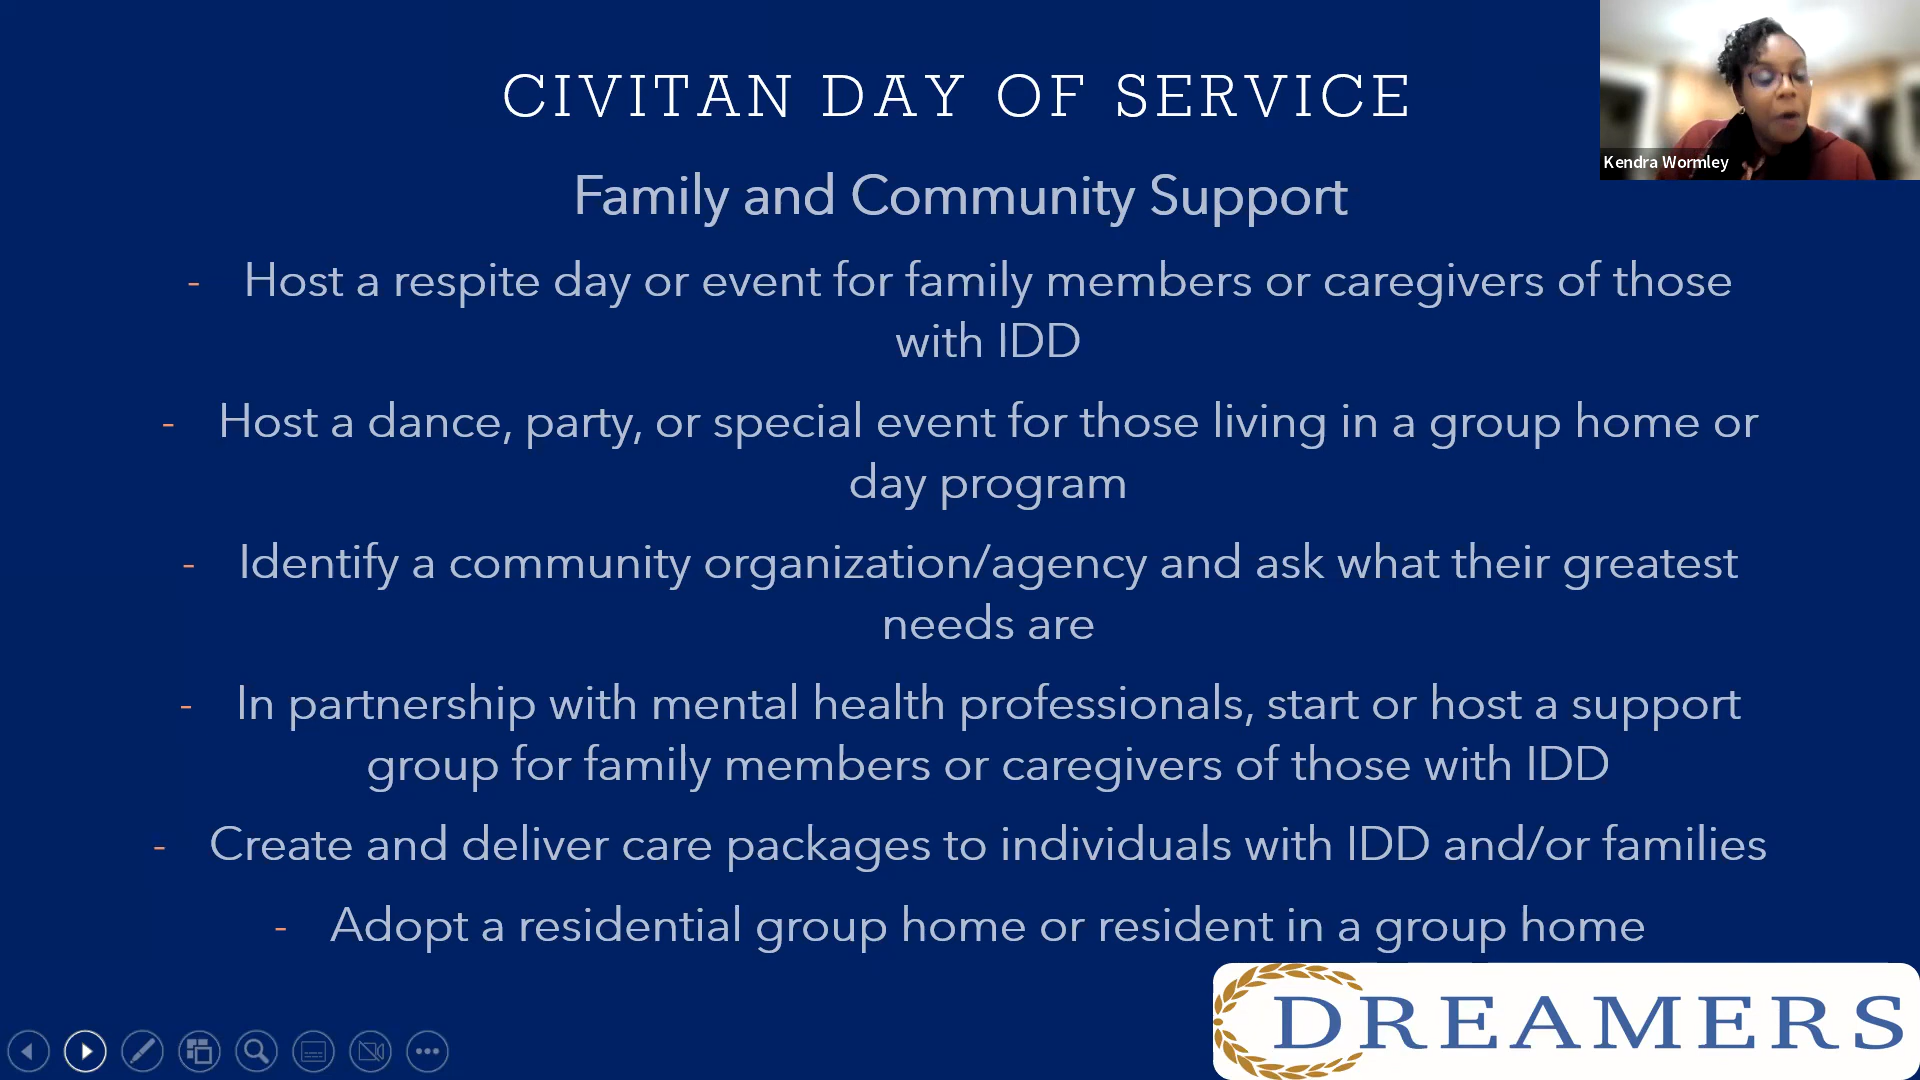 CIVITAN DAY OF SERVICE
Kendra Wormley
Family and Community Support
- Host a respite day or event for family members or caregivers of those
with IDD
- Host a dance, party, or special event for those living in a group home or
day program
- Identify a community organization/agency and ask what their greatest
needs are
- In partnership with mental health professionals, start or host a support
group for family members or caregivers of those with IDD
- Create and deliver care packages to individuals with IDD and/or families
- Adopt a residential group home or resident in a group home
DREAMERS